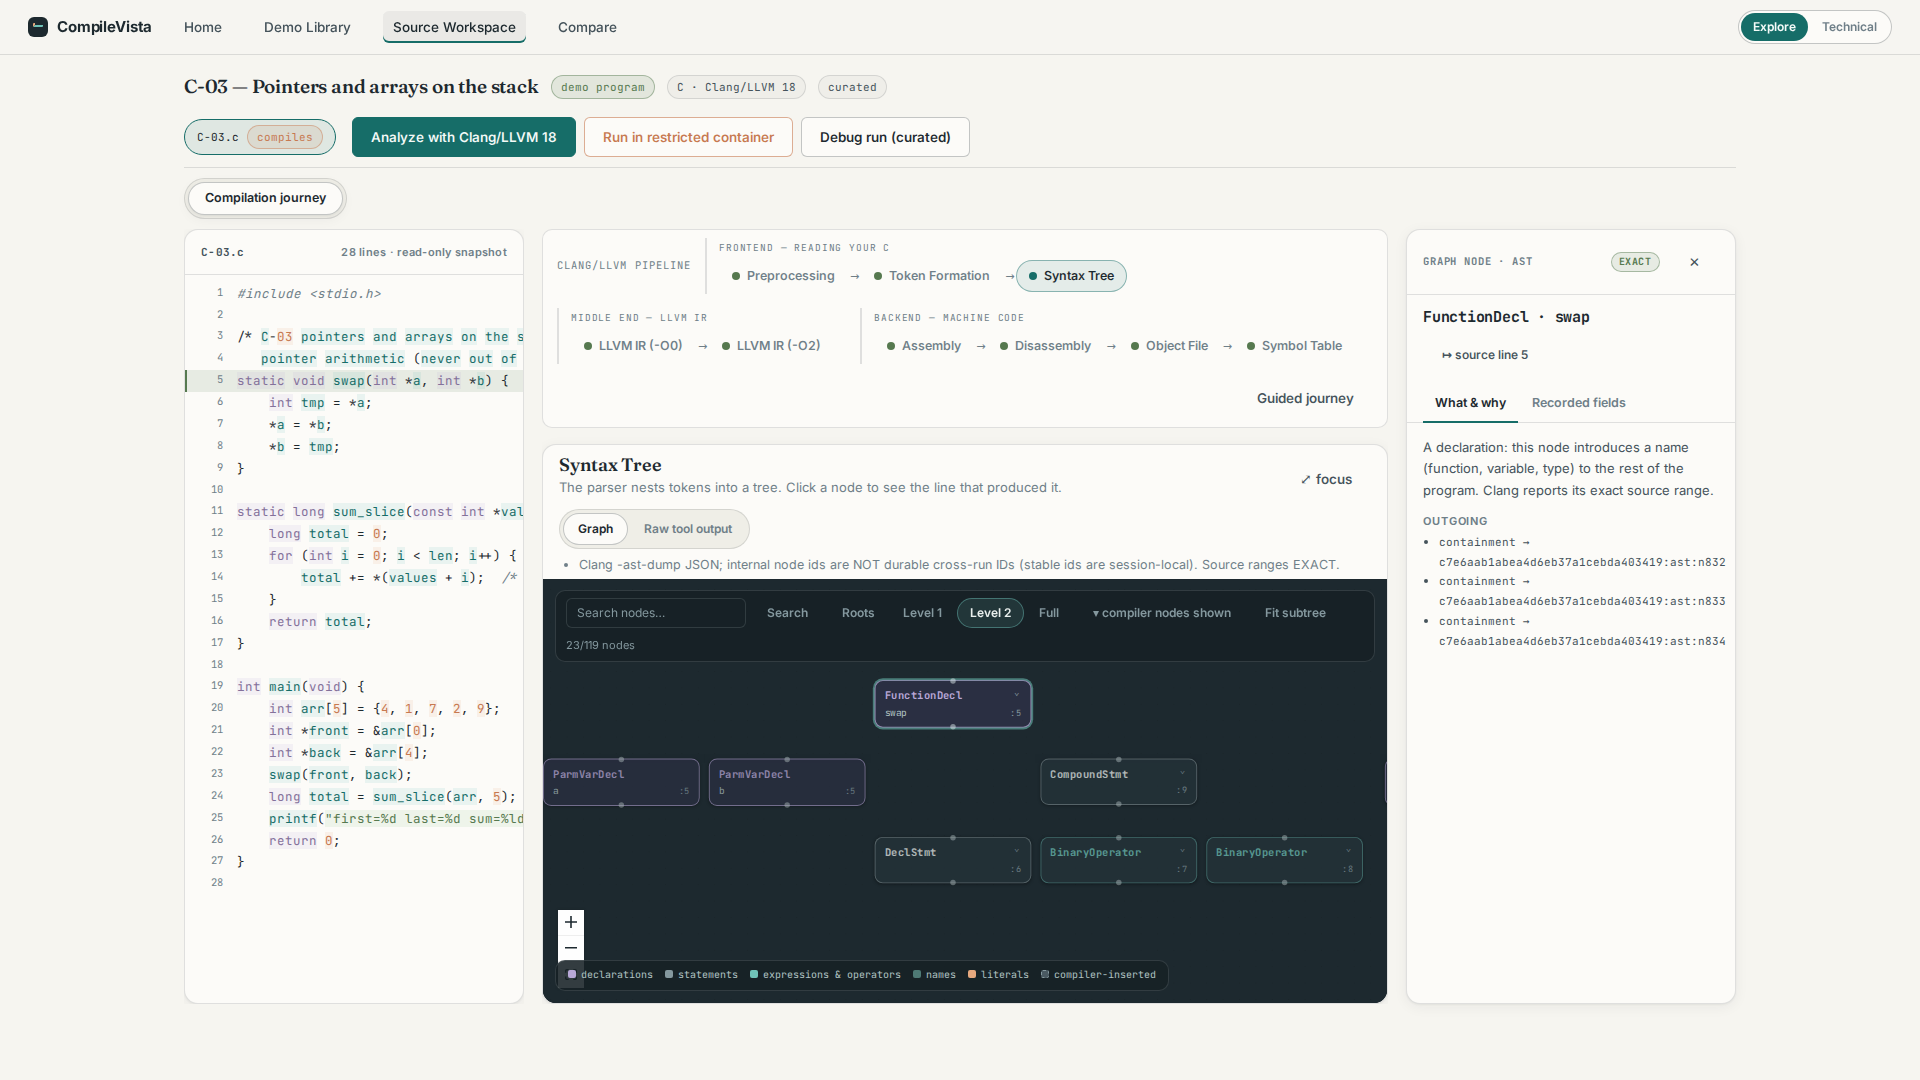 CompileVista
Home
Demo Library
Source Workspace
Compare
Explore
Technical
C-03 — Pointers and arrays on the stack
demo program
C · Clang/LLVM 18
curated
C-03.c
compiles
Analyze with Clang/LLVM 18
Run in restricted container
Debug run (curated)
Compilation journey
C-03.c
28 lines · read-only snapshot
1 #include <stdio.h>
2
3 /* C-03 pointers and arrays on the s
4 pointer arithmetic (never out of
5 static void swap(int *a, int *b) {
6 int tmp = *a;
7 *a = *b;
8 *b = tmp;
9 }
10
11 static long sum_slice(const int *val
12 long total = 0;
13 for (int i = 0; i < len; i++) {
14 total += *(values + i); /*
15 }
16 return total;
17 }
18
19 int main(void) {
20 int arr[5] = {4, 1, 7, 2, 9};
21 int *front = &arr[0];
22 int *back = &arr[4];
23 swap(front, back);
24 long total = sum_slice(arr, 5);
25 printf("first=%d last=%d sum=%ld
26 return 0;
27 }
28
CLANG/LLVM PIPELINE
FRONTEND — READING YOUR C
Preprocessing → Token Formation → Syntax Tree
MIDDLE END — LLVM IR
LLVM IR (-O0) → LLVM IR (-O2)
BACKEND — MACHINE CODE
Assembly → Disassembly → Object File → Symbol Table
Guided journey
Syntax Tree
The parser nests tokens into a tree. Click a node to see the line that produced it.
⤢ focus
Graph
Raw tool output
• Clang -ast-dump JSON; internal node ids are NOT durable cross-run IDs (stable ids are session-local). Source ranges EXACT.
Search nodes...
Search
Roots
Level 1
Level 2
Full
▾ compiler nodes shown
Fit subtree
23/119 nodes
FunctionDecl
swap :5
ParmVarDecl
a :5
ParmVarDecl
b :5
CompoundStmt
:9
DeclStmt
:6
BinaryOperator
:7
BinaryOperator
:8
+
−
declarations
statements
expressions & operators
names
literals
compiler-inserted
GRAPH NODE · AST
EXACT
×
FunctionDecl · swap
↦ source line 5
What & why
Recorded fields
A declaration: this node introduces a name
(function, variable, type) to the rest of the
program. Clang reports its exact source range.
OUTGOING
• containment →
c7e6aab1abea4d6eb37a1cebda403419:ast:n832
• containment →
c7e6aab1abea4d6eb37a1cebda403419:ast:n833
• containment →
c7e6aab1abea4d6eb37a1cebda403419:ast:n834